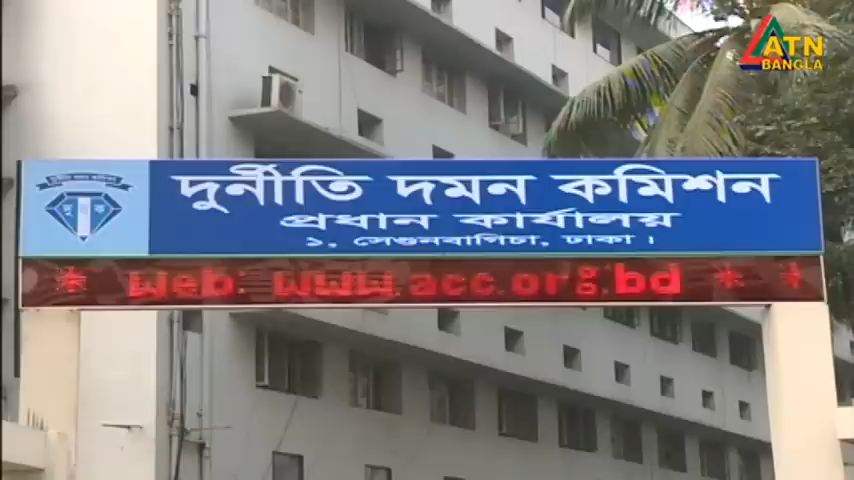 ATN
BANGLA
দুর্নীতি দমন কমিশন
প্রধান কার্যালয়
১, সেগুনবাগিচা, ঢাকা ।
দু দ ক
* web: www.acc.org.bd * *